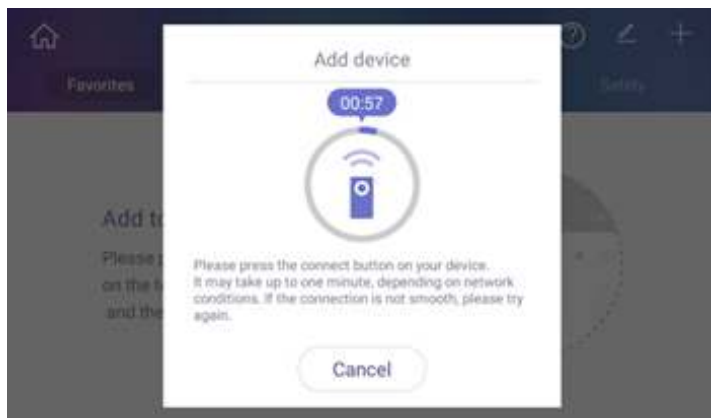 Add device
Favorites
Safety
00:57
Add to
Please p
on the t
and the
Please press the connect button on your device.
It may take up to one minute, depending on network
conditions. If the connection is not smooth, please try
again.
Cancel